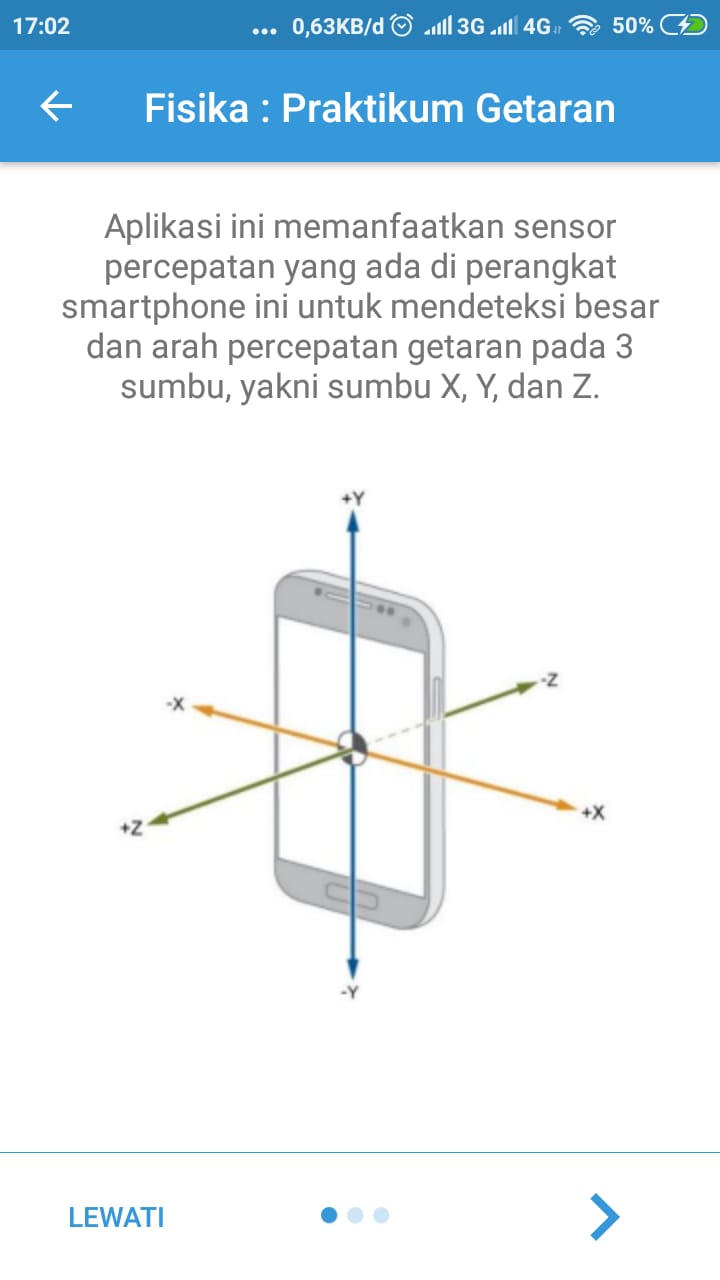 17:02 ... 0,63KB/d 3G 4G 50%
Fisika : Praktikum Getaran
Aplikasi ini memanfaatkan sensor
percepatan yang ada di perangkat
smartphone ini untuk mendeteksi besar
dan arah percepatan getaran pada 3
sumbu, yakni sumbu X, Y, dan Z.
+Y
-Z
-X
+X
+Z
-Y
LEWATI